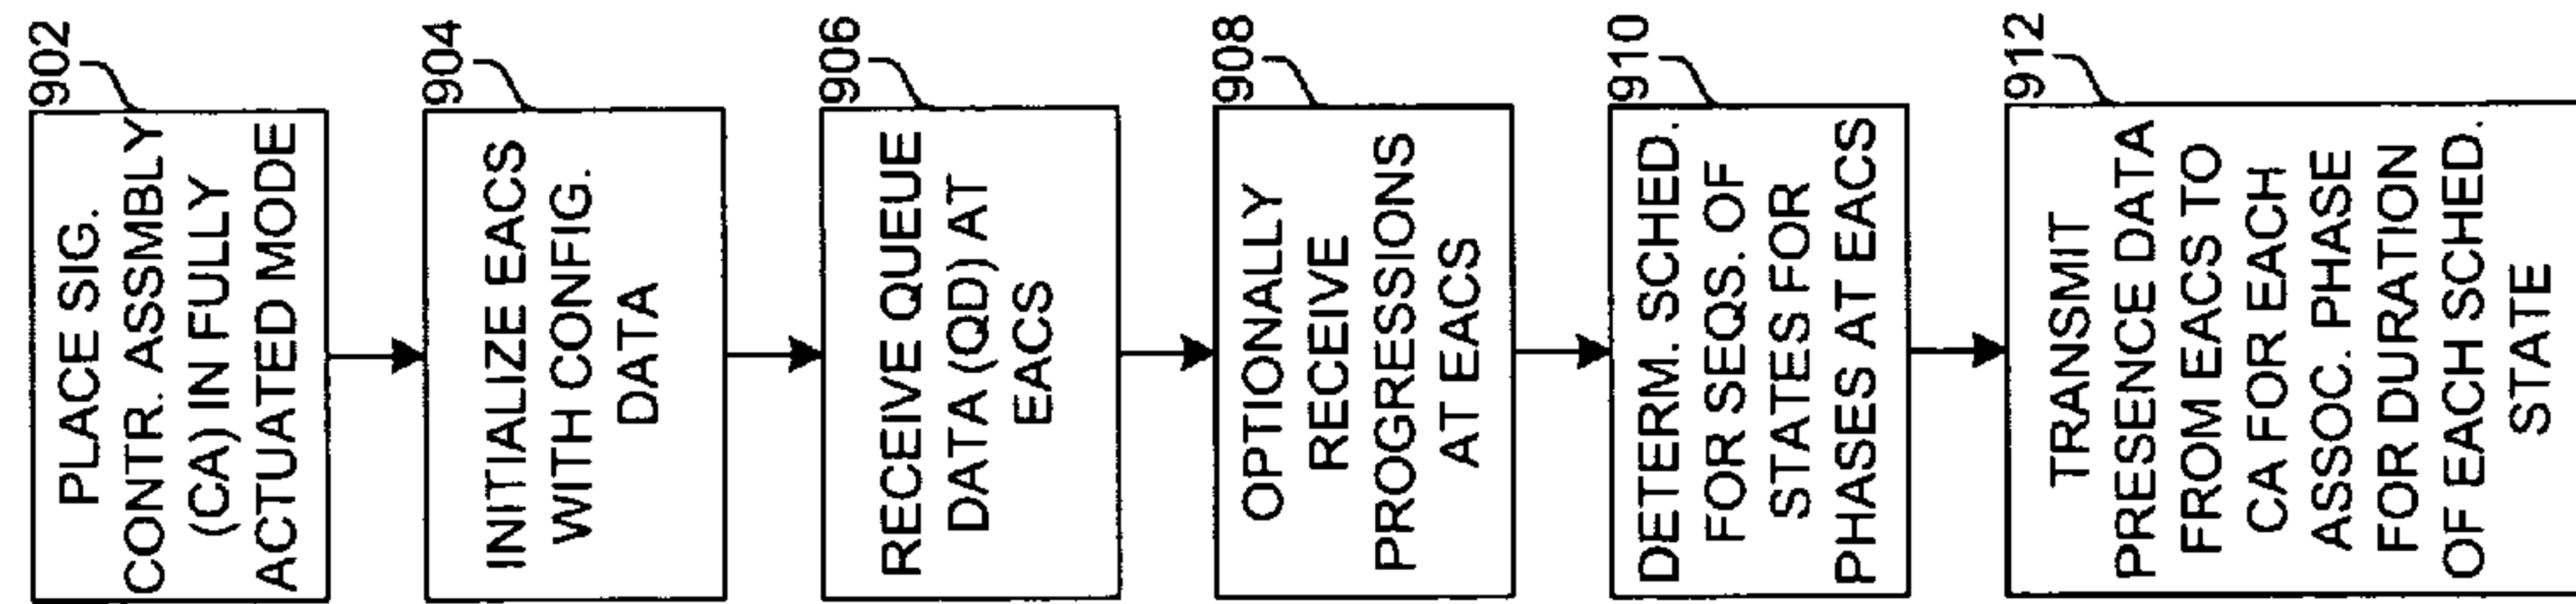 902
PLACE SIG.
CONTR. ASSMBLY
(CA) IN FULLY
ACTUATED MODE
904
INITIALIZE EACS
WITH CONFIG.
DATA
906
RECEIVE QUEUE
DATA (QD) AT
EACS
908
OPTIONALLY
RECEIVE
PROGRESSIONS
AT EACS
910
DETERM. SCHED.
FOR SEQS. OF
STATES FOR
PHASES AT EACS
912
TRANSMIT
PRESENCE DATA
FROM EACS TO
CA FOR EACH
ASSOC. PHASE
FOR DURATION
OF EACH SCHED.
STATE